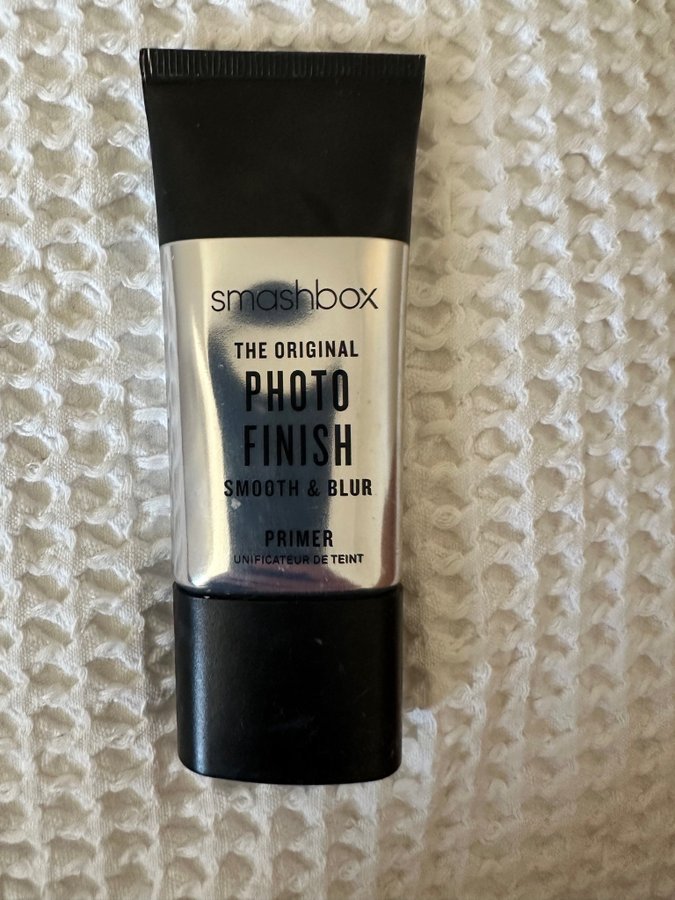 smashbox
THE ORIGINAL
PHOTO
FINISH
SMOOTH & BLUR
PRIMER
UNIFICATEUR DE TEINT